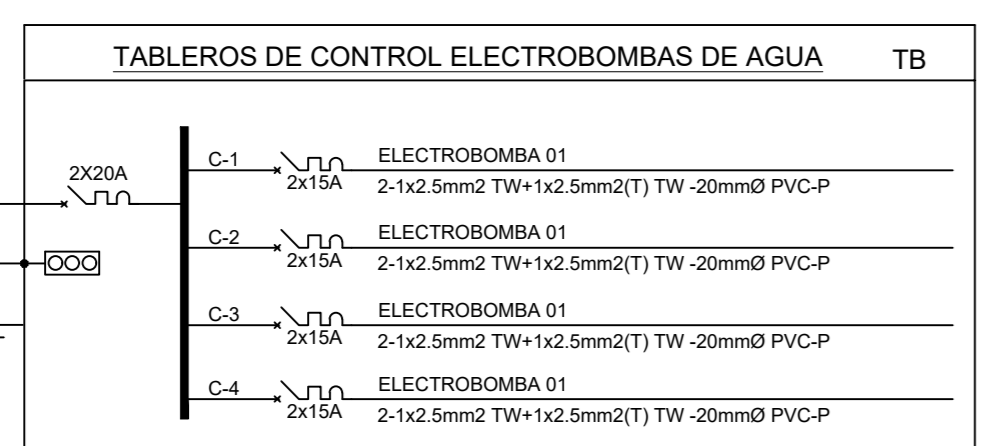 TABLEROS DE CONTROL ELECTROBOMBAS DE AGUA TB
2X20A
C-1 ELECTROBOMBA 01
2x15A 2-1x2.5mm2 TW+1x2.5mm2(T) TW -20mmØ PVC-P
C-2 ELECTROBOMBA 01
2x15A 2-1x2.5mm2 TW+1x2.5mm2(T) TW -20mmØ PVC-P
C-3 ELECTROBOMBA 01
2x15A 2-1x2.5mm2 TW+1x2.5mm2(T) TW -20mmØ PVC-P
C-4 ELECTROBOMBA 01
2x15A 2-1x2.5mm2 TW+1x2.5mm2(T) TW -20mmØ PVC-P